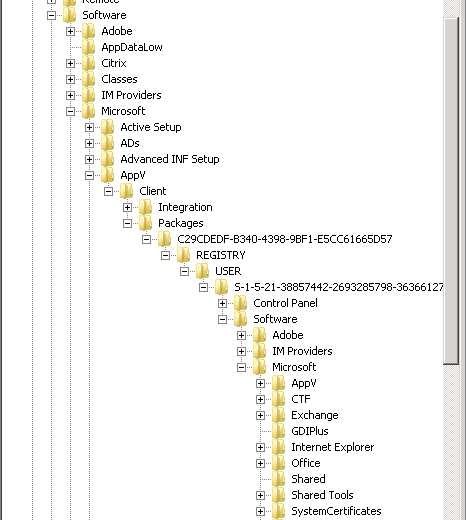 Remote
Software
Adobe
AppDataLow
Citrix
Classes
IM Providers
Microsoft
Active Setup
ADs
Advanced INF Setup
AppV
Client
Integration
Packages
C29CDEDF-B340-4398-9BF1-E5CC61665D57
REGISTRY
USER
S-1-5-21-38857442-2693285798-36366127
Control Panel
Software
Adobe
IM Providers
Microsoft
AppV
CTF
Exchange
GDIPlus
Internet Explorer
Office
Shared
Shared Tools
SystemCertificates